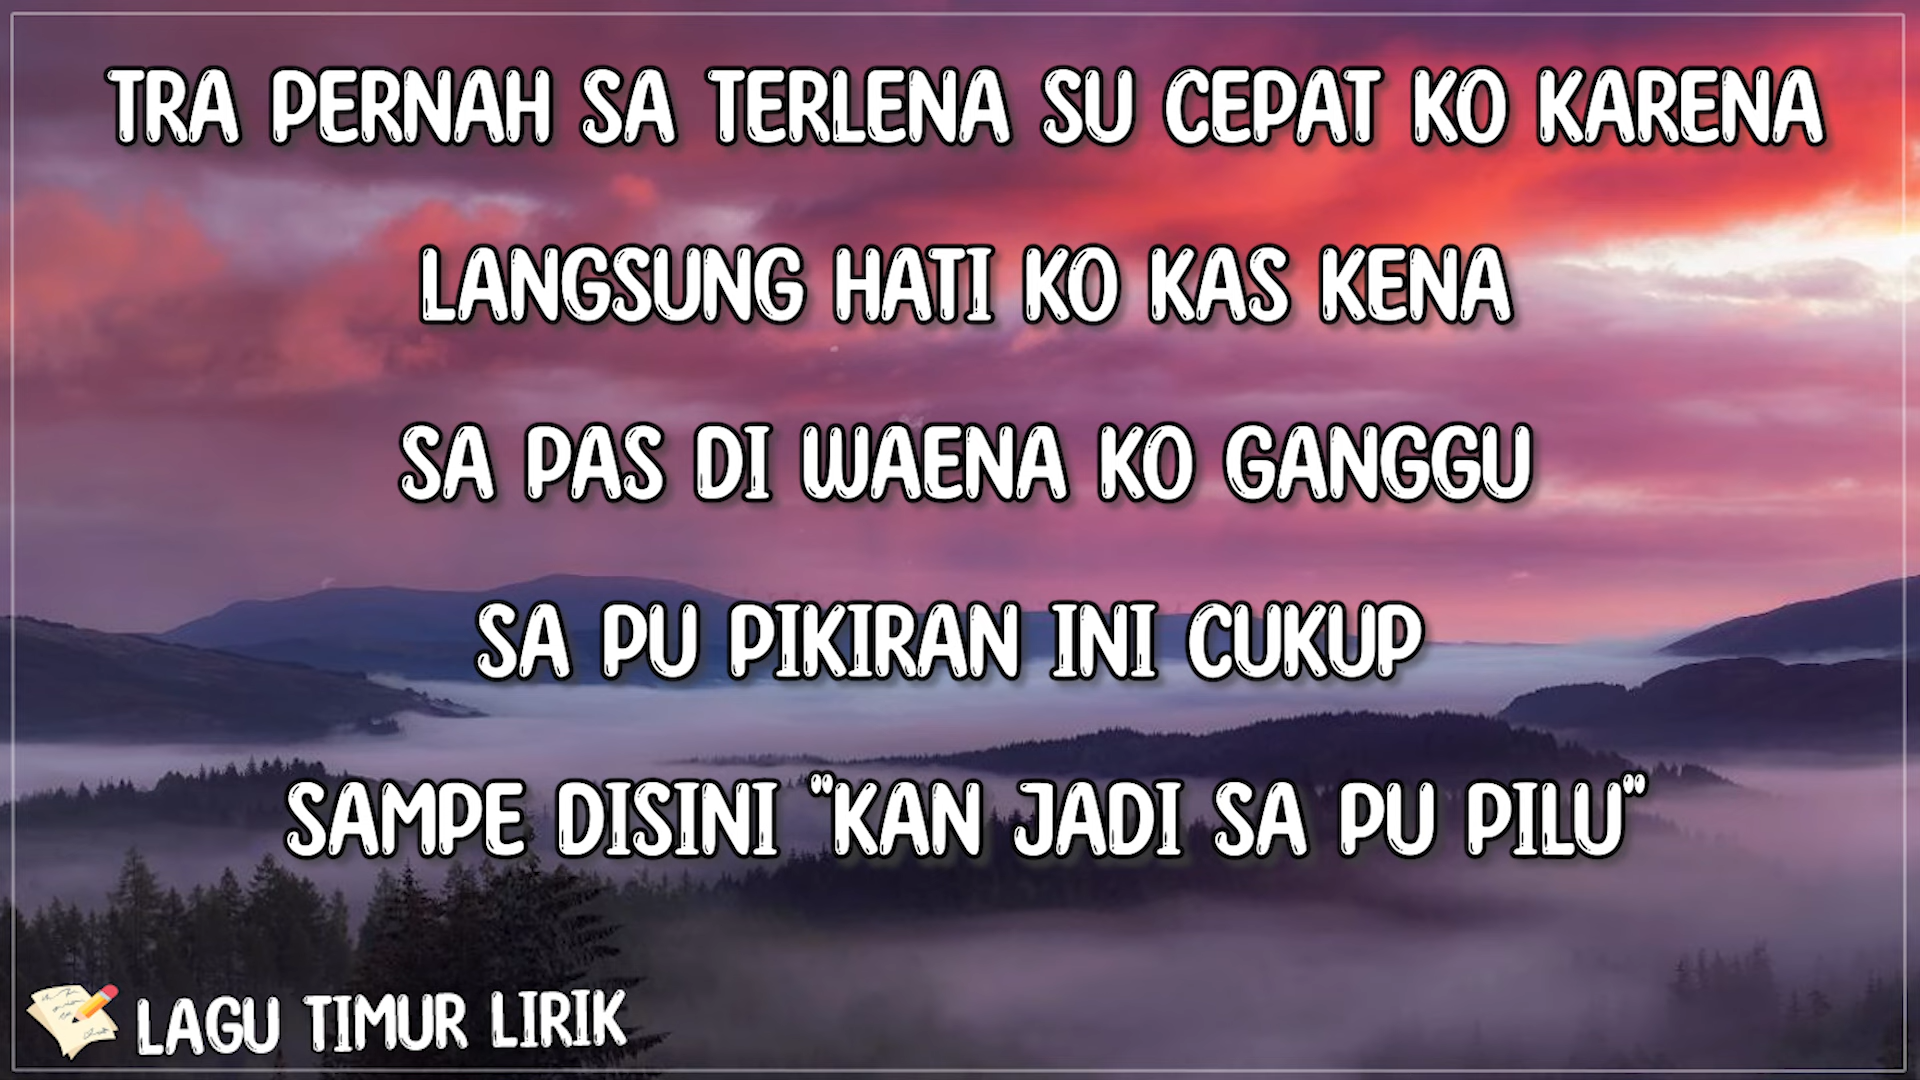 TRA PERNAH SA TERLENA SU CEPAT KO KARENA
LANGSUNG HATI KO KAS KENA
SA PAS DI WAENA KO GANGGU
SA PU PIKIRAN INI CUKUP
SAMPE DISINI "KAN JADI SA PU PILU"
LAGU TIMUR LIRIK